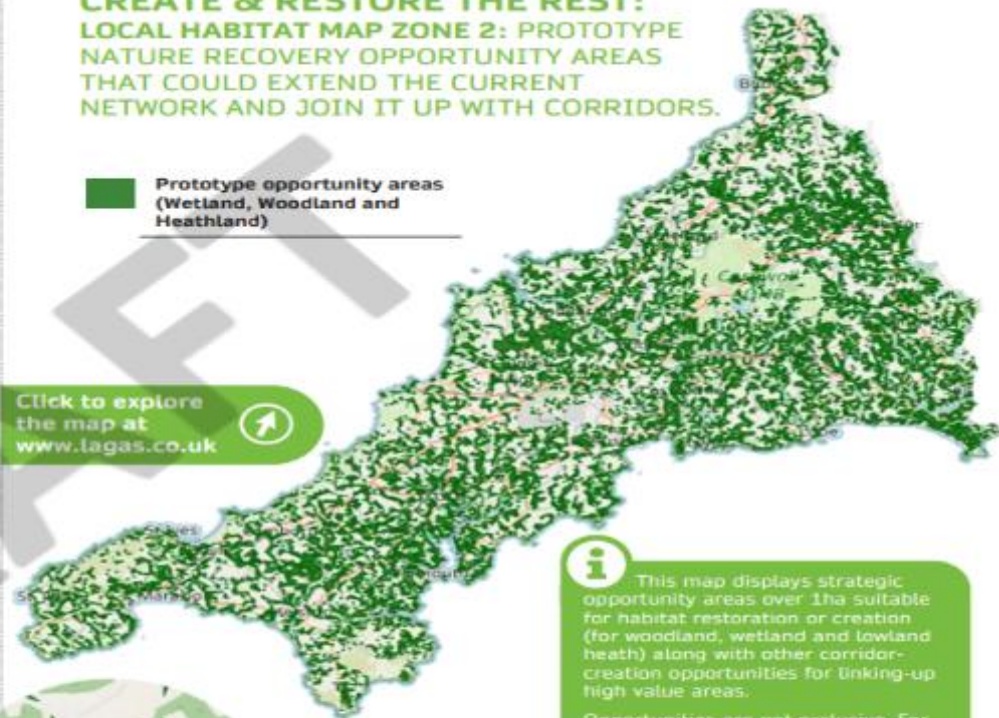 CREATE & RESTORE THE REST:
LOCAL HABITAT MAP ZONE 2: PROTOTYPE
NATURE RECOVERY OPPORTUNITY AREAS
THAT COULD EXTEND THE CURRENT
NETWORK AND JOIN IT UP WITH CORRIDORS.
Prototype opportunity areas
(Wetland, Woodland and
Heathland)
Click to explore
the map at
www.lagas.co.uk
AFT
i
This map displays strategic
opportunity areas over 1ha suitable
for habitat restoration or creation
(for woodland, wetland and lowland
heath) along with other corridor-
creation opportunities for linking-up
high value areas.